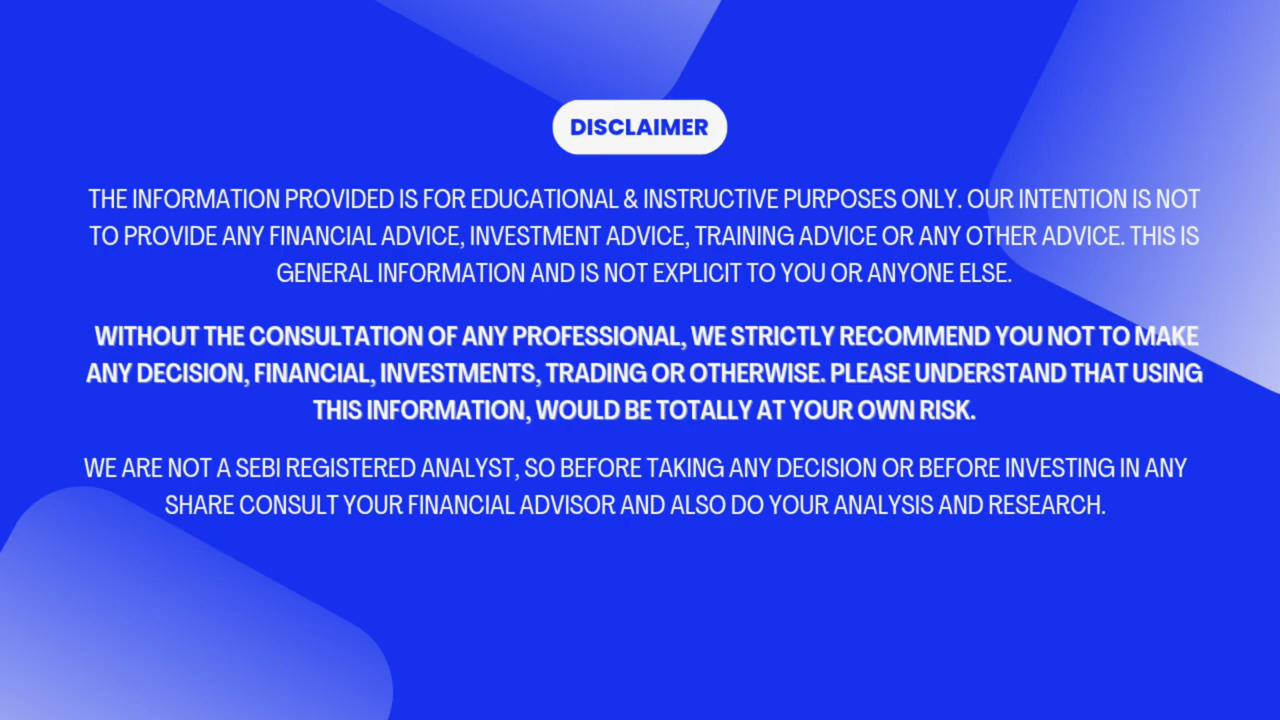 DISCLAIMER
THE INFORMATION PROVIDED IS FOR EDUCATIONAL & INSTRUCTIVE PURPOSES ONLY. OUR INTENTION IS NOT
TO PROVIDE ANY FINANCIAL ADVICE, INVESTMENT ADVICE, TRAINING ADVICE OR ANY OTHER ADVICE. THIS IS
GENERAL INFORMATION AND IS NOT EXPLICIT TO YOU OR ANYONE ELSE.
WITHOUT THE CONSULTATION OF ANY PROFESSIONAL, WE STRICTLY RECOMMEND YOU NOT TO MAKE
ANY DECISION, FINANCIAL, INVESTMENTS, TRADING OR OTHERWISE. PLEASE UNDERSTAND THAT USING
THIS INFORMATION, WOULD BE TOTALLY AT YOUR OWN RISK.
WE ARE NOT A SEBI REGISTERED ANALYST, SO BEFORE TAKING ANY DECISION OR BEFORE INVESTING IN ANY
SHARE CONSULT YOUR FINANCIAL ADVISOR AND ALSO DO YOUR ANALYSIS AND RESEARCH.